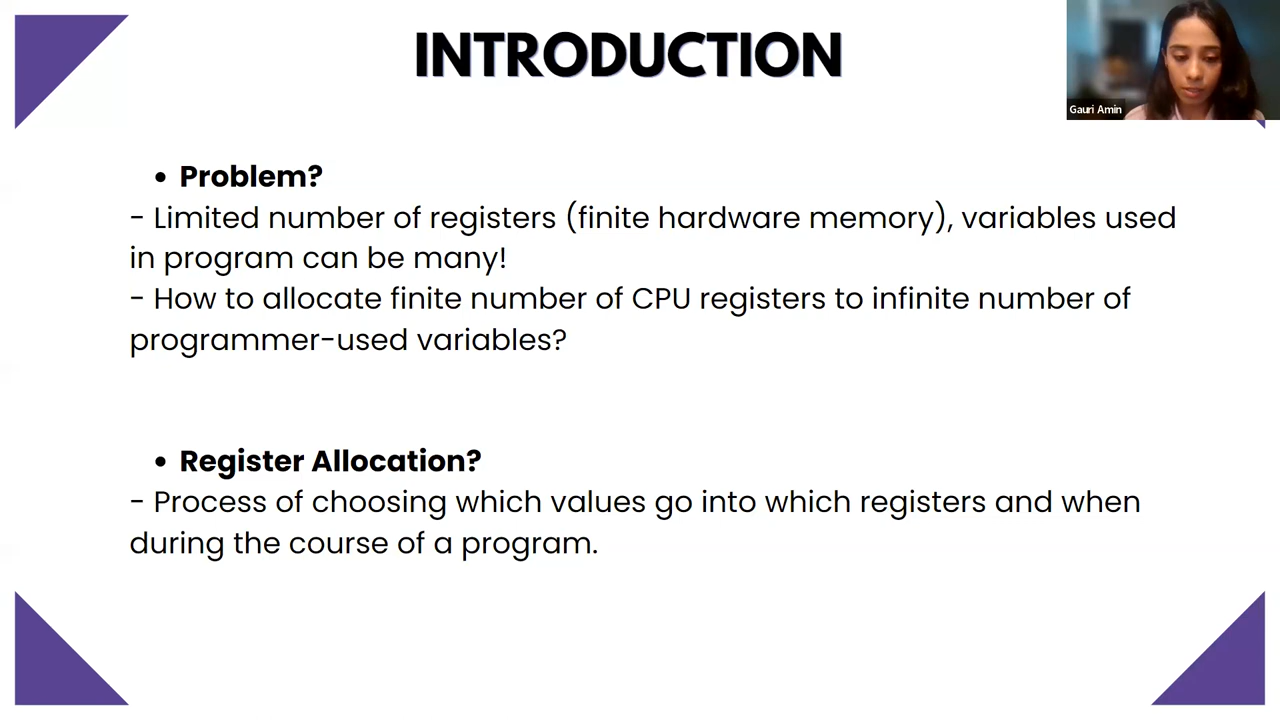 INTRODUCTION
Gauri Amin
• Problem?
- Limited number of registers (finite hardware memory), variables used
in program can be many!
- How to allocate finite number of CPU registers to infinite number of
programmer-used variables?
• Register Allocation?
- Process of choosing which values go into which registers and when
during the course of a program.